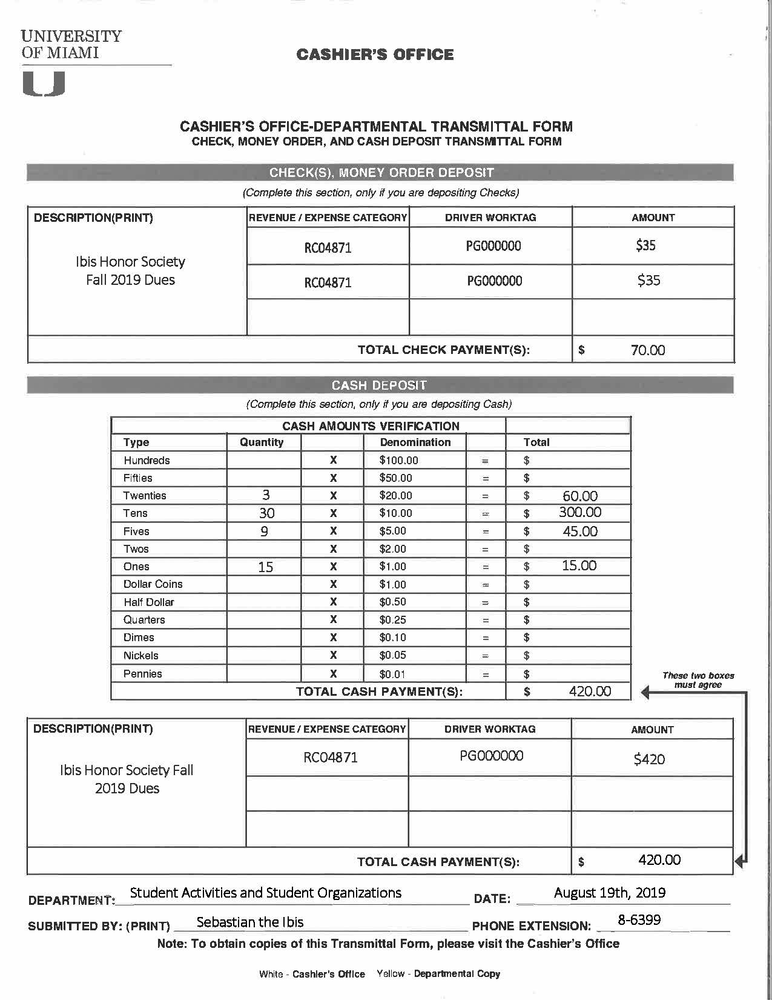 UNIVERSITY
OF MIAMI
CASHIER'S OFFICE
CASHIER'S OFFICE-DEPARTMENTAL TRANSMITTAL FORM
CHECK, MONEY ORDER, AND CASH DEPOSIT TRANSMITTAL FORM
CHECK(S), MONEY ORDER DEPOSIT
(Complete this section, only if you are depositing Checks)
DESCRIPTION(PRINT) REVENUE / EXPENSE CATEGORY DRIVER WORKTAG AMOUNT
RC04871 PG000000 $35
Ibis Honor Society
Fall 2019 Dues RC04871 PG000000 $35
TOTAL CHECK PAYMENT(S): $ 70.00
CASH DEPOSIT
(Complete this section, only if you are depositing Cash)
CASH AMOUNTS VERIFICATION
Type Quantity Denomination Total
Hundreds X $100.00 = $
Fifties X $50.00 = $
Twenties 3 X $20.00 = $ 60.00
Tens 30 X $10.00 = $ 300.00
Fives 9 X $5.00 = $ 45.00
Twos X $2.00 = $
Ones 15 X $1.00 = $ 15.00
Dollar Coins X $1.00 = $
Half Dollar X $0.50 = $
Quarters X $0.25 = $
Dimes X $0.10 = $
Nickels X $0.05 = $
Pennies X $0.01 = $
These two boxes
must agree
TOTAL CASH PAYMENT(S): $ 420.00
DESCRIPTION(PRINT) REVENUE / EXPENSE CATEGORY DRIVER WORKTAG AMOUNT
RC04871 PG000000 $420
Ibis Honor Society Fall
2019 Dues
TOTAL CASH PAYMENT(S): $ 420.00
DEPARTMENT: Student Activities and Student Organizations DATE: August 19th, 2019
SUBMITTED BY: (PRINT) Sebastian the Ibis PHONE EXTENSION: 8-6399
Note: To obtain copies of this Transmittal Form, please visit the Cashier's Office
White - Cashier's Office Yellow - Departmental Copy